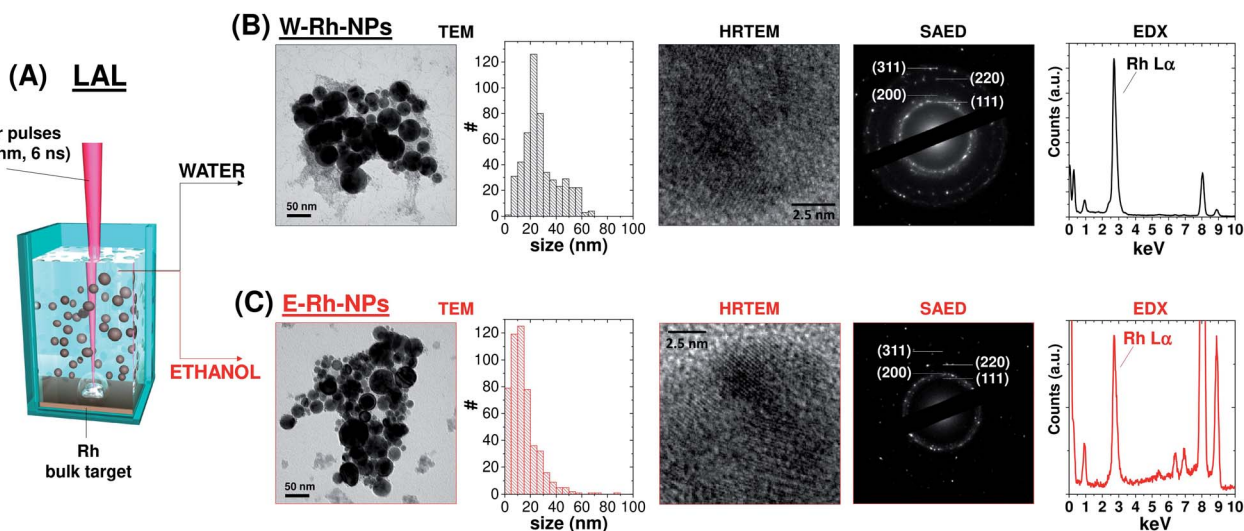 (A) LAL
r pulses
nm, 6 ns)
WATER
ETHANOL
Rh
bulk target
(B) W-Rh-NPs
TEM
HRTEM
SAED
EDX
50 nm
#
120
100
80
60
40
20
0
0 20 40 60 80 100
size (nm)
2.5 nm
(311)
(220)
(200)
(111)
Counts (a.u.)
Rh Lα
0 1 2 3 4 5 6 7 8 9 10
keV
(C) E-Rh-NPs
TEM
HRTEM
SAED
EDX
50 nm
#
120
100
80
60
40
20
0
0 20 40 60 80 100
size (nm)
2.5 nm
(311)
(220)
(200)
(111)
Counts (a.u.)
Rh Lα
0 1 2 3 4 5 6 7 8 9 10
keV